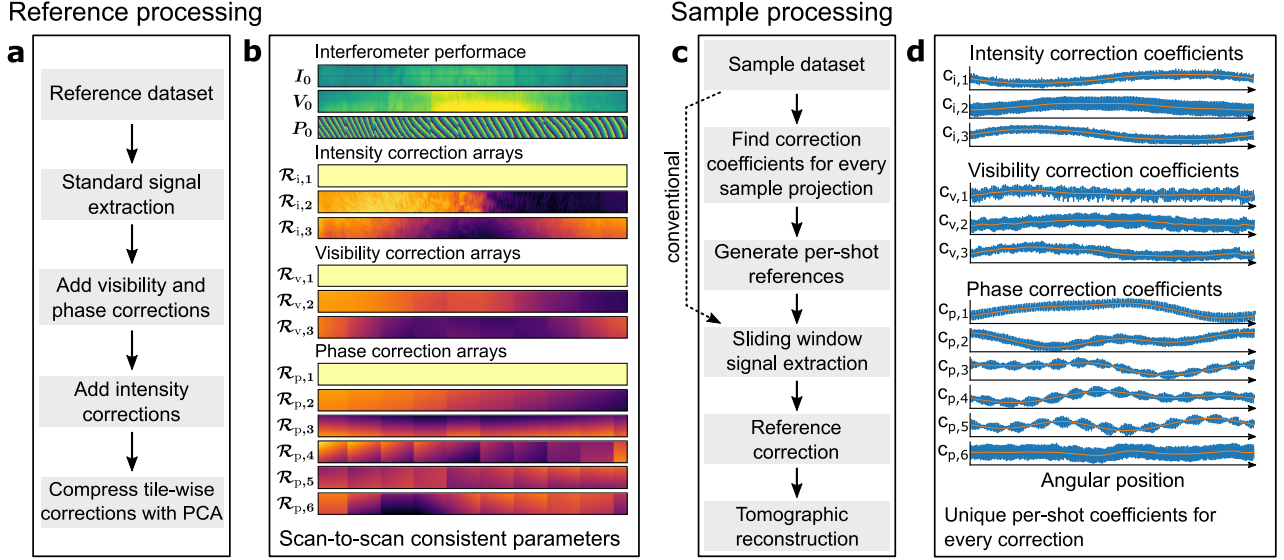 Reference processing
a
Reference dataset
Standard signal
extraction
Add visibility and
phase corrections
Add intensity
corrections
Compress tile-wise
corrections with PCA
b
Interferometer performace
I₀
V₀
P₀
Intensity correction arrays
ℛi,1
ℛi,2
ℛi,3
Visibility correction arrays
ℛv,1
ℛv,2
ℛv,3
Phase correction arrays
ℛp,1
ℛp,2
ℛp,3
ℛp,4
ℛp,5
ℛp,6
Scan-to-scan consistent parameters
Sample processing
c
Sample dataset
conventional
Find correction
coefficients for every
sample projection
Generate per-shot
references
Sliding window
signal extraction
Reference
correction
Tomographic
reconstruction
d
Intensity correction coefficients
ci,1
ci,2
ci,3
Visibility correction coefficients
cv,1
cv,2
cv,3
Phase correction coefficients
cp,1
cp,2
cp,3
cp,4
cp,5
cp,6
Angular position
Unique per-shot coefficients for
every correction